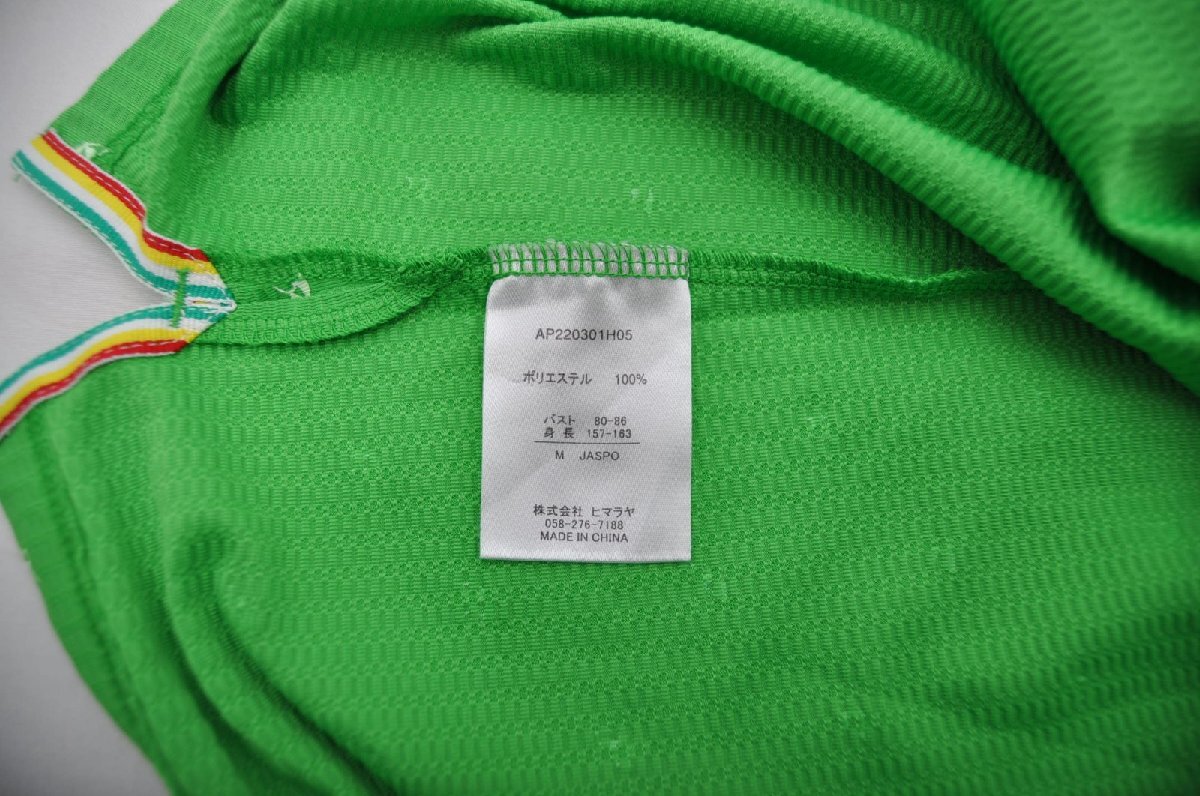 AP220301H05
ポリエステル 100%
バスト 80-86
身長 157-163
M JASPO
株式会社 ヒマラヤ
058-276-7188
MADE IN CHINA